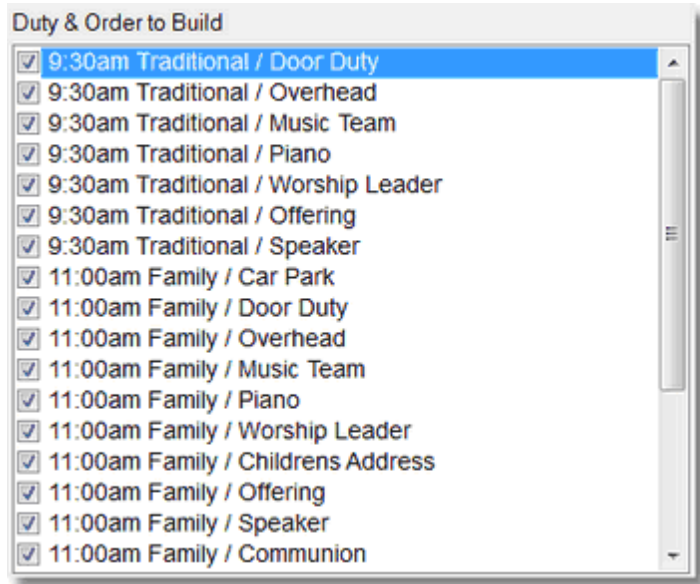 Duty & Order to Build
9:30am Traditional / Door Duty
9:30am Traditional / Overhead
9:30am Traditional / Music Team
9:30am Traditional / Piano
9:30am Traditional / Worship Leader
9:30am Traditional / Offering
9:30am Traditional / Speaker
11:00am Family / Car Park
11:00am Family / Door Duty
11:00am Family / Overhead
11:00am Family / Music Team
11:00am Family / Piano
11:00am Family / Worship Leader
11:00am Family / Childrens Address
11:00am Family / Offering
11:00am Family / Speaker
11:00am Family / Communion